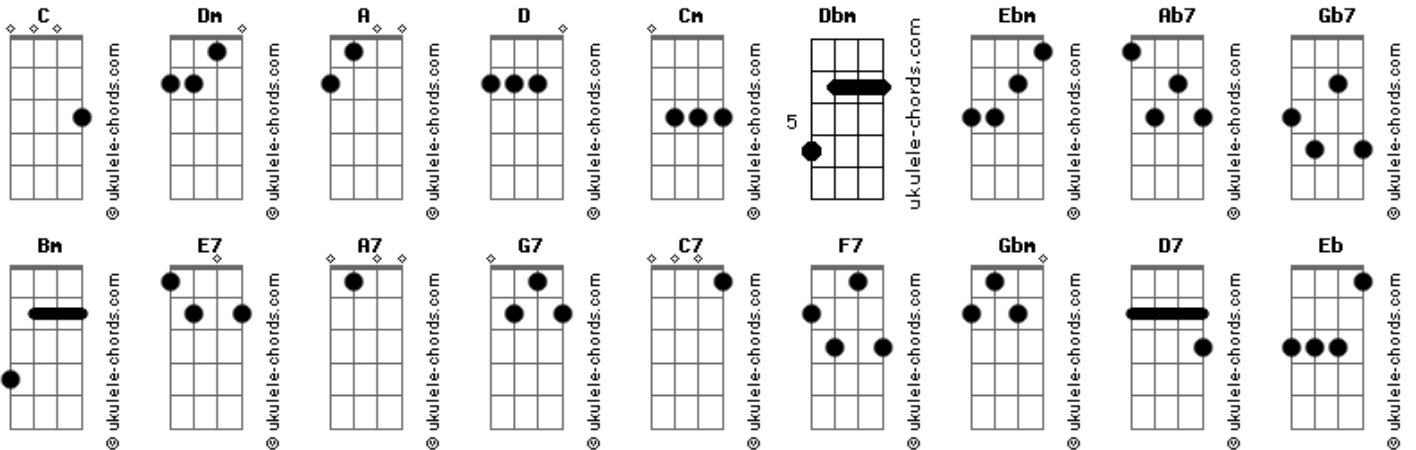 C Dm A D Cm Dbm Ebm Ab7 Gb7
© ukulele-chords.com © ukulele-chords.com © ukulele-chords.com © ukulele-chords.com © ukulele-chords.com ukulele-chords.com © ukulele-chords.com © ukulele-chords.com © ukulele-chords.com
5
Bm E7 A7 G7 C7 F7 Gbm D7 Eb
© ukulele-chords.com © ukulele-chords.com © ukulele-chords.com © ukulele-chords.com © ukulele-chords.com © ukulele-chords.com © ukulele-chords.com © ukulele-chords.com © ukulele-chords.com